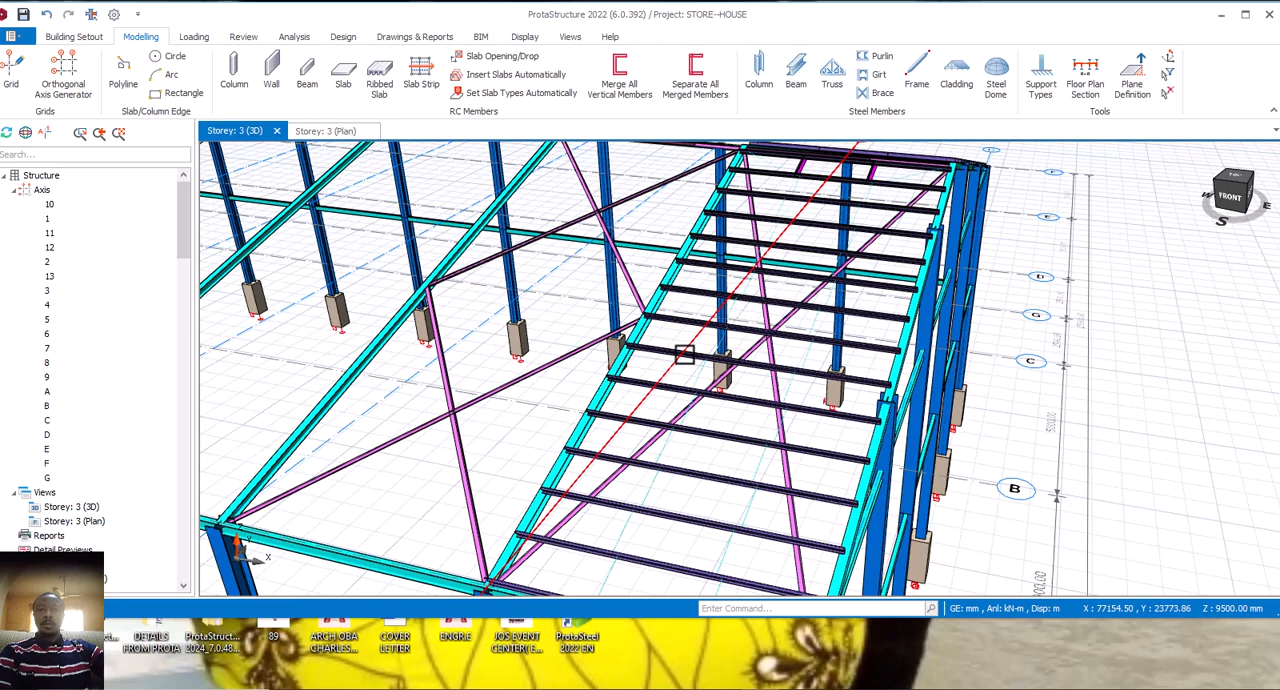 ProtaStructure 2022 (6.0.392) / Project: STORE--HOUSE
Building Setout Modelling Loading Review Analysis Design Drawings & Reports BIM Display Views Help
Grid
Orthogonal Axis Generator
Grids
Polyline
Circle
Arc
Rectangle
Slab/Column Edge
Column
Wall
Beam
Slab
Ribbed Slab
Slab Strip
Slab Opening/Drop
Insert Slabs Automatically
Set Slab Types Automatically
Merge All Vertical Members
Separate All Merged Members
RC Members
Column
Beam
Truss
Purlin
Girt
Brace
Frame
Cladding
Steel Dome
Steel Members
Support Types
Floor Plan Section
Plane Definition
Tools
Search...
Structure
Axis
10
1
11
12
2
13
3
4
5
6
7
8
9
A
B
C
D
E
F
G
Views
3D Storey: 3 (3D)
Storey: 3 (Plan)
Reports
Detail Previews
Storey: 3 (3D)
Storey: 3 (Plan)
FRONT
W
S
E
F
E
D
G
C
B
5000.00
X
Y
Enter Command...
GE: mm, Anl: kN-m, Disp: m
X : 77154.50 , Y : 23773.86
Z : 9500.00 mm
DETAILS FROM PROTA
ProtaStruct... 2024_7.0.48...
89
ARCH.OBA CHARLES...
COVER LETTER
ENGRIE
JOS EVENT CENTER( E...
ProtaSteel 2022 EN